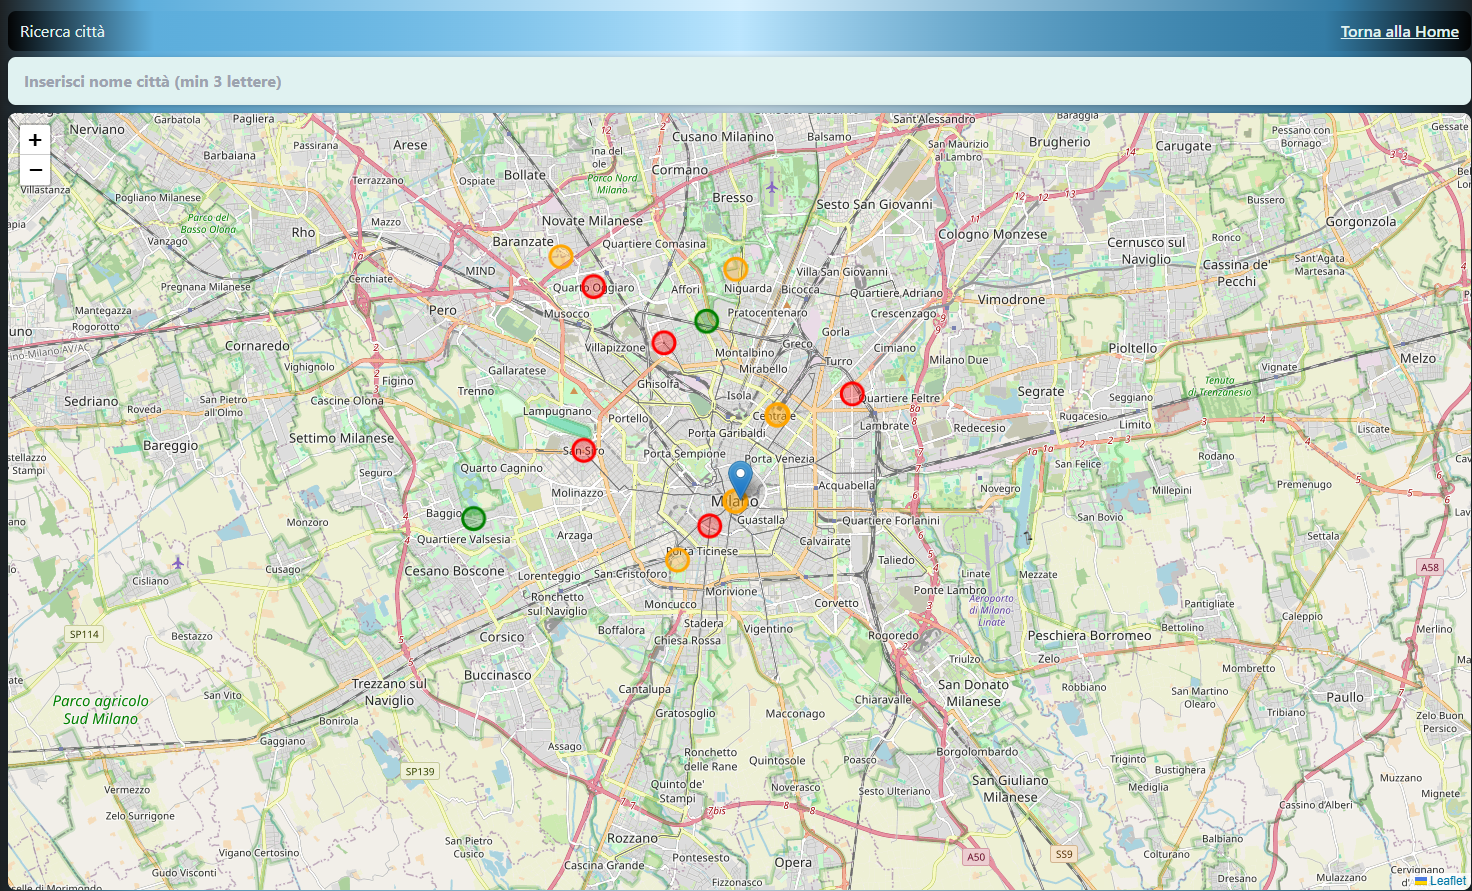 Ricerca città
Torna alla Home
Inserisci nome città (min 3 lettere)
+
−
Nerviano
Garbatola
Pagliera
Passirana
Arese
Barbaiana
Villastanza
Pogliano Milanese
Terrazzano
Ospiate
Bollate
Parco Nord
Milano
Cormano
Cusano Milanino
Balsamo
Sant'Alessandro
San Maurizio
al Lambro
Brugherio
Baraggia
Carugate
Pessano con
Bornago
Gessate
Bresso
Sesto San Giovanni
Bussero
Gorgonzola
Parco del
Basso Olona
Vanzago
Rho
Mazzo
Novate Milanese
Baranzate
Quartiere Comasina
Cologno Monzese
Cernusco sul
Naviglio
Ronco
Sant'Agata
Martesana
Cassina de'
Pecchi
MIND
Cerchiate
Pregnana Milanese
Quarto Oggiaro
Affori
Niguarda
Villa San Giovanni
Bicocca
Quartiere Adriano
Vimodrone
Mantegazza
Rogorotto
Pero
Musocco
Pratocentenaro
Crescenzago
Gorla
Greco
Cornaredo
Villapizzone
Montalbino
Mirabello
Turro
Cimiano
Milano Due
Pioltello
Melzo
Vighignolo
Figino
Gallaratese
Trenno
Ghisolfa
Isola
Quartiere Feltre
Segrate
Seggiano
Tenuta
di Trenzanesio
Vignate
Sedriano
Roveda
San Pietro
all'Olmo
Cascine Olona
Lampugnano
Portello
Centrale
Lambrate
Redecesio
Rugacesio
Limito
Liscate
Bareggio
Settimo Milanese
Porta Garibaldi
San Siro
Porta Sempione
Porta Venezia
San Felice
Rodano
Seguro
Quarto Cagnino
Molinazzo
Acquabella
Novegro
Millepini
Premenugo
Monzoro
Baggio
Milano
Guastalla
Quartiere Forlanini
San Bovio
Quartiere Valsesia
Arzaga
Porta Ticinese
Calvairate
Settala
Cisliano
Cusago
Cesano Boscone
Lorenteggio
San Cristoforo
Morivione
Taliedo
Linate
Mezzate
A58
Ronchetto
sul Naviglio
Moncucco
Corvetto
Ponte Lambro
Aeroporto
di Milano-
Linate
Pantigliate
Caleppio
SP114
Bestazzo
Corsico
Boffalora
Stadera
Chiesa Rossa
Vigentino
Rogoredo
Peschiera Borromeo
Bettolino
Merlino
Triulzo
Zelo
Mombretto
Parco agricolo
Sud Milano
San Vito
Trezzano sul
Naviglio
Buccinasco
Cantalupa
Chiaravalle
San Donato
Milanese
Robbiano
San Martino
Olearo
Paullo
Bonirola
Gaggiano
Gratosoglio
Macconago
Tribiano
Zelo Buon
Persico
Assago
Ronchetto
delle Rane
Quintosole
Poasco
Borgolombardo
SP139
Triginto
Bustighera
Vermezzo
Quinto de'
Stampi
Noverasco
Sesto Ulteriano
San Giuliano
Milanese
Mediglia
Muzzano
Mignete
Zelo Surrigone
7bis
Cassino d'Alberi
Rozzano
San Pietro
Cusico
Balbiano
Vigano Certosino
Cascina Grande
Pontesesto
Opera
A50
SS9
Colturano
Cervignano
Gudo Visconti
Fizzonasco
Dresano
Mulazzano
Leaflet